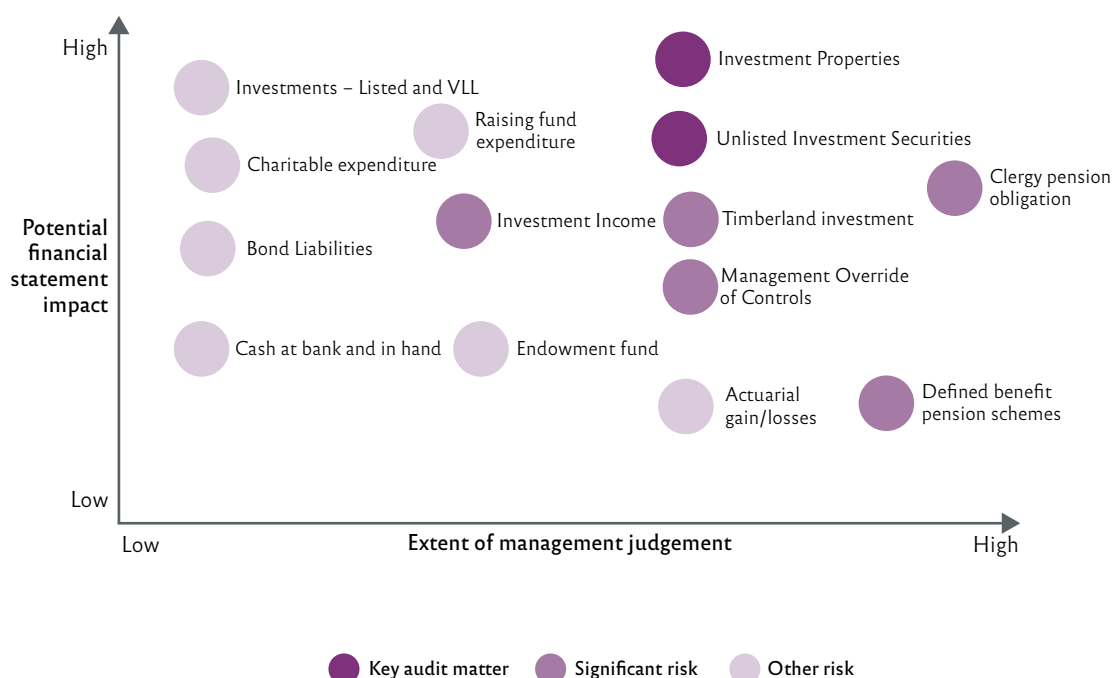 High
Investment Properties
Investments – Listed and VLL
Raising fund
expenditure
Unlisted Investment Securities
Charitable expenditure
Clergy pension
obligation
Potential
financial
statement
impact
Investment Income
Timberland investment
Bond Liabilities
Management Override
of Controls
Cash at bank and in hand
Endowment fund
Actuarial
gain/losses
Defined benefit
pension schemes
Low
Low
Extent of management judgement
High
Key audit matter
Significant risk
Other risk